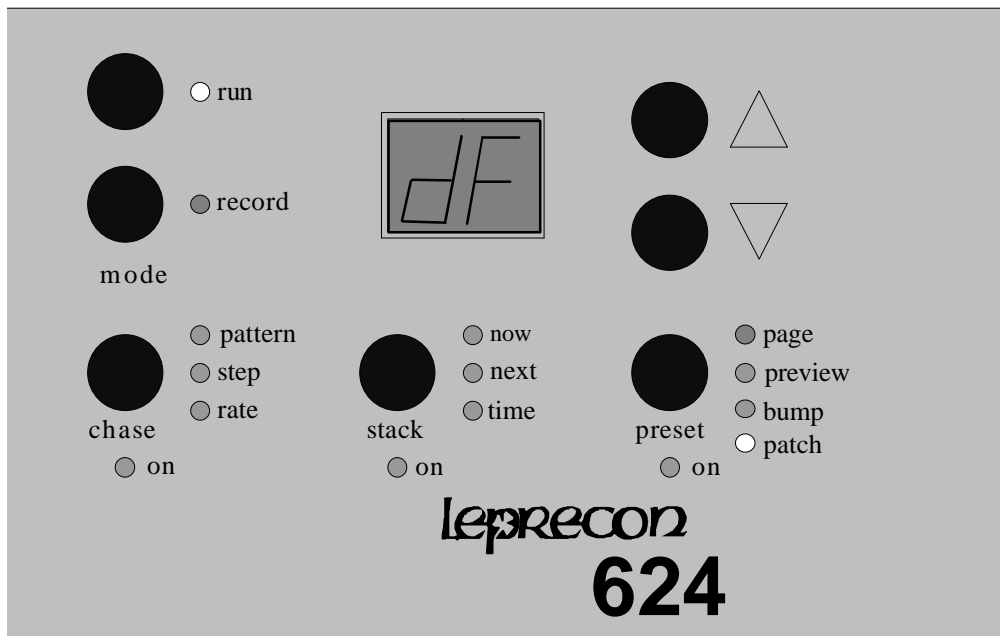 run
dF
record
mode
pattern
step
rate
chase
on
now
next
time
stack
on
page
preview
bump
patch
preset
on
leprecon
624